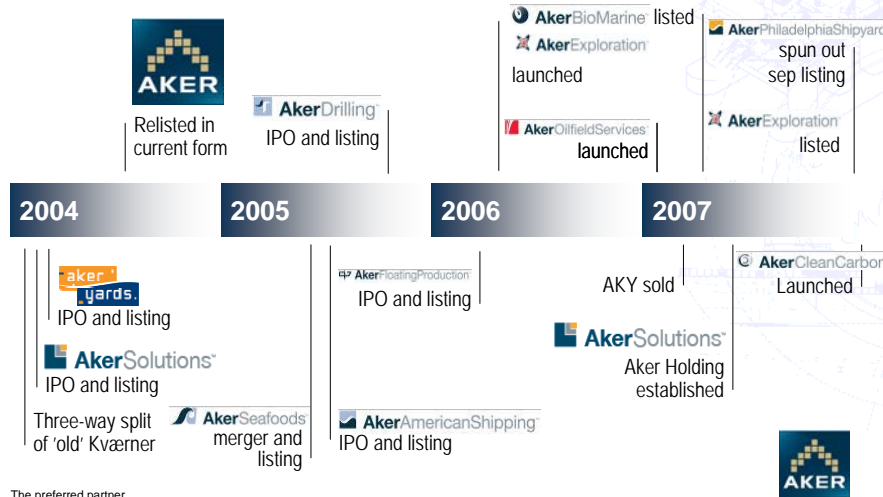 AkerBioMarine listed
AkerExploration
launched
AkerPhiladelphiaShipyard
spun out
sep listing
AKER
Relisted in
current form
AkerDrilling
IPO and listing
AkerOilfieldServices
launched
AkerExploration
listed
2004
2005
2006
2007
aker
yards.
IPO and listing
AkerSolutions
IPO and listing
Three-way split
of 'old' Kværner
AkerSeafoods
merger and
listing
AkerFloatingProduction
IPO and listing
AkerAmericanShipping
IPO and listing
AKY sold
AkerSolutions
Aker Holding
established
AkerCleanCarbon
Launched
AKER
The preferred partner